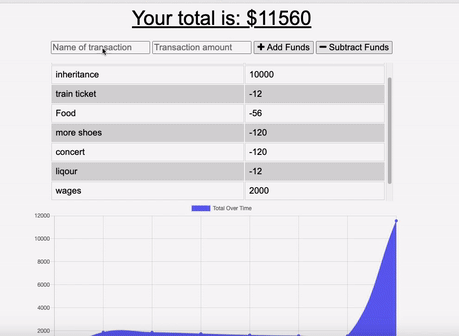 Your total is: $11560
Name of transaction Transaction amount + Add Funds − Subtract Funds
inheritance 10000
train ticket -12
Food -56
more shoes -120
concert -120
liqour -12
wages 2000
Total Over Time
12000
10000
8000
6000
4000
2000